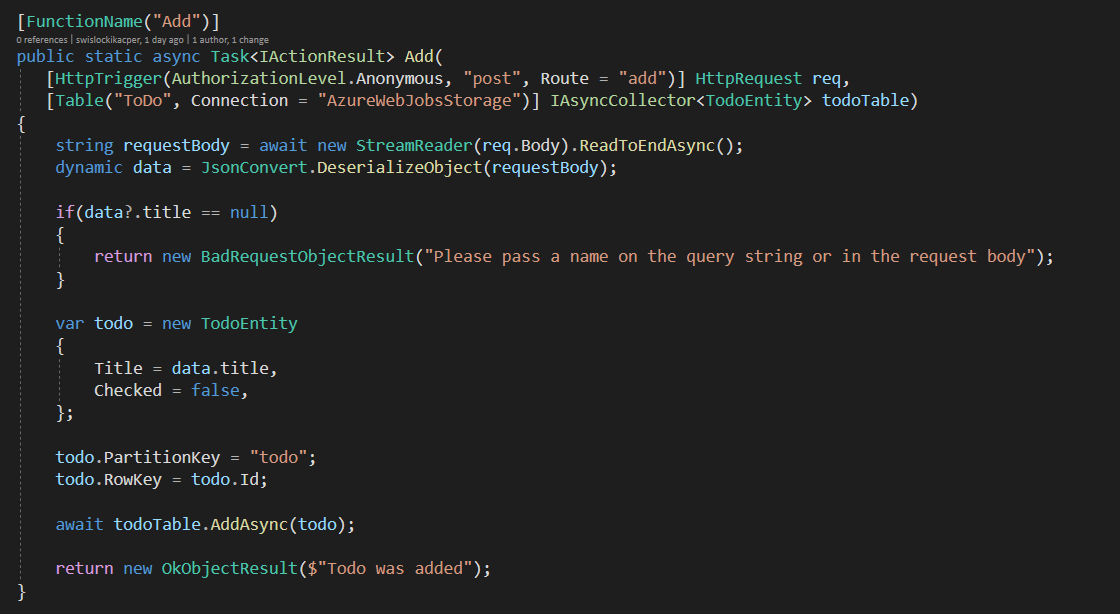 [FunctionName("Add")]
0 references | swislockikacper, 1 day ago | 1 author, 1 change
public static async Task<IActionResult> Add(
[HttpTrigger(AuthorizationLevel.Anonymous, "post", Route = "add")] HttpRequest req,
[Table("ToDo", Connection = "AzureWebJobsStorage")] IAsyncCollector<TodoEntity> todoTable)
{
string requestBody = await new StreamReader(req.Body).ReadToEndAsync();
dynamic data = JsonConvert.DeserializeObject(requestBody);
if(data?.title == null)
{
return new BadRequestObjectResult("Please pass a name on the query string or in the request body");
}
var todo = new TodoEntity
{
Title = data.title,
Checked = false,
};
todo.PartitionKey = "todo";
todo.RowKey = todo.Id;
await todoTable.AddAsync(todo);
return new OkObjectResult($"Todo was added");
}